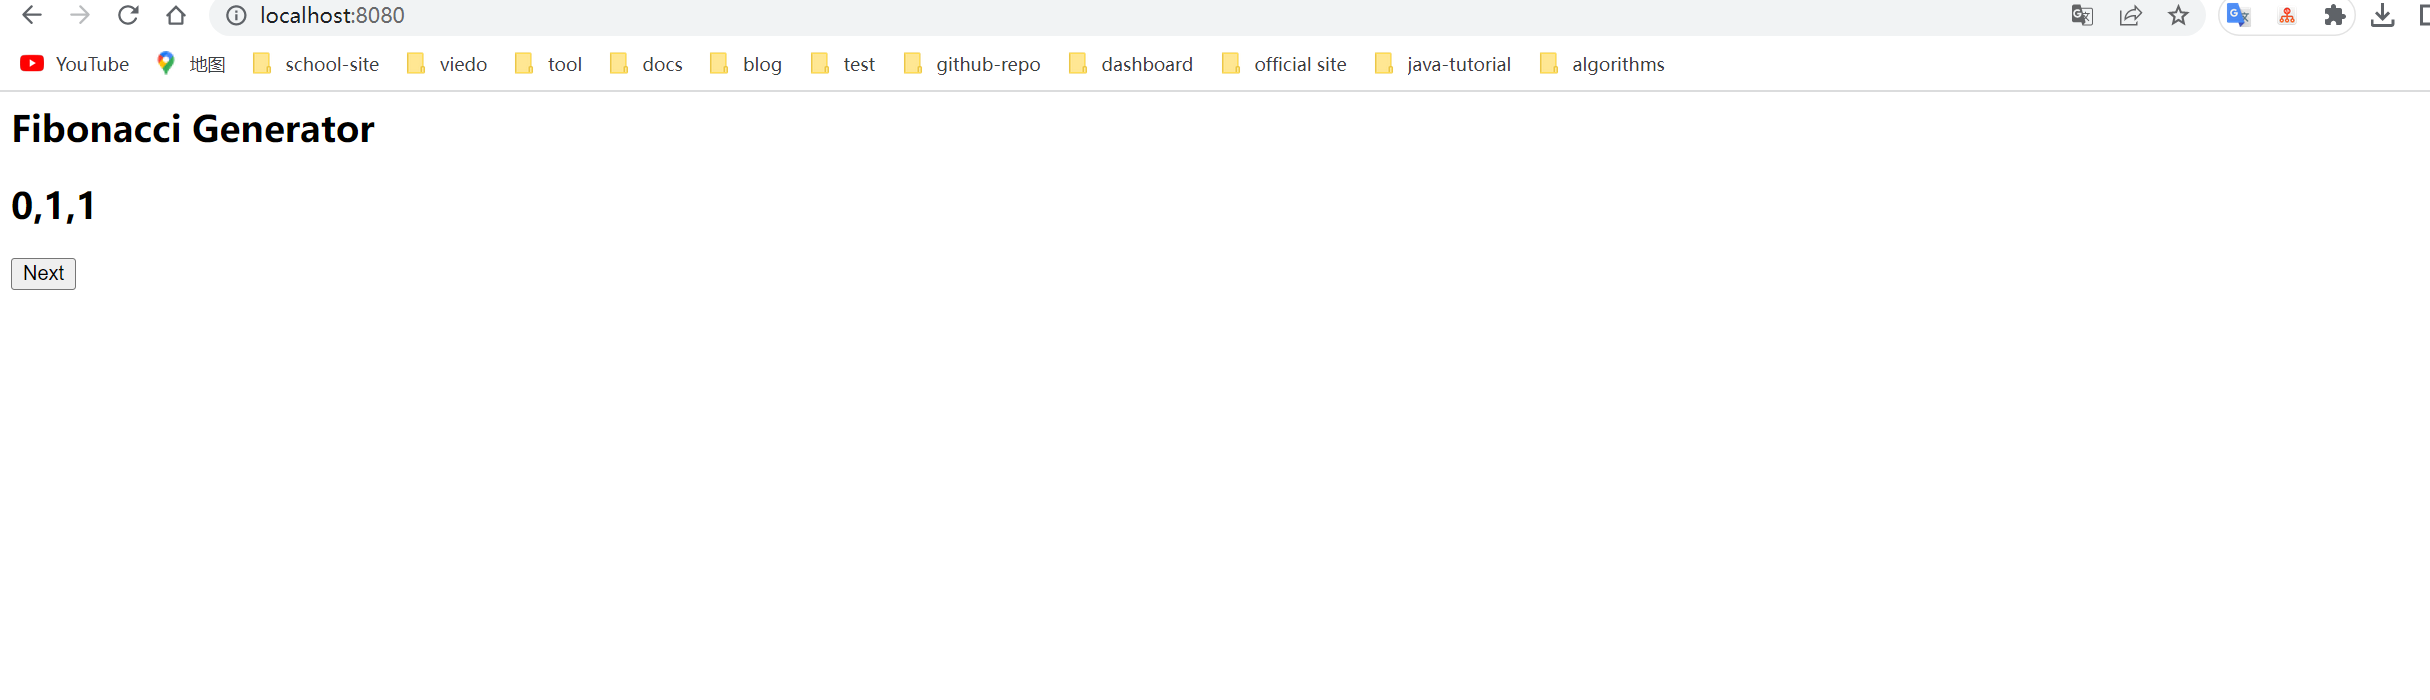 localhost:8080
YouTube 地图 school-site viedo tool docs blog test github-repo dashboard official site java-tutorial algorithms
Fibonacci Generator
0,1,1
Next